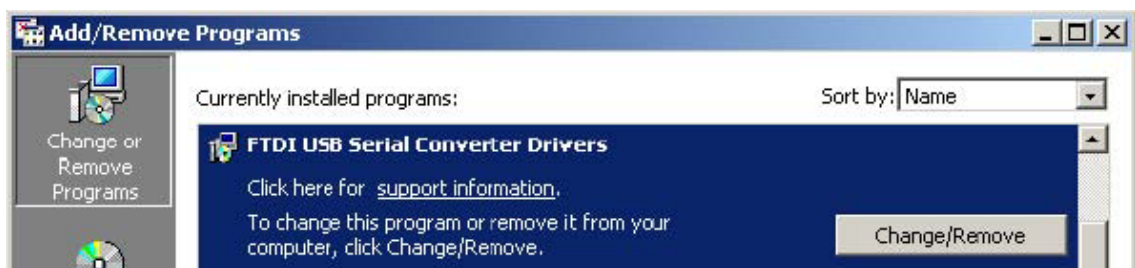 Add/Remove Programs
Change or
Remove
Programs
Currently installed programs:
Sort by: Name
FTDI USB Serial Converter Drivers
Click here for support information.
To change this program or remove it from your
computer, click Change/Remove.
Change/Remove